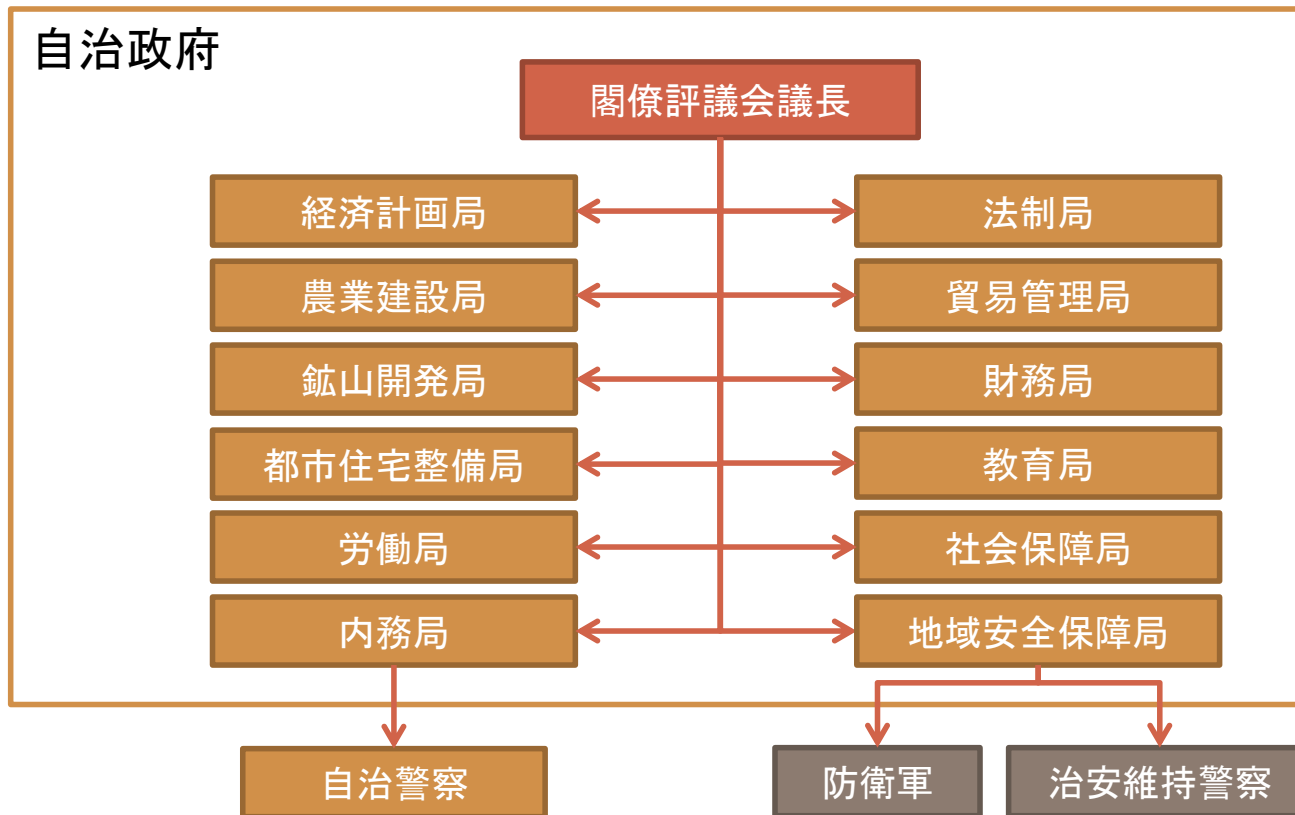 自治政府
閣僚評議会議長
経済計画局
法制局
農業建設局
貿易管理局
鉱山開発局
財務局
都市住宅整備局
教育局
労働局
社会保障局
内務局
地域安全保障局
自治警察
防衛軍
治安維持警察